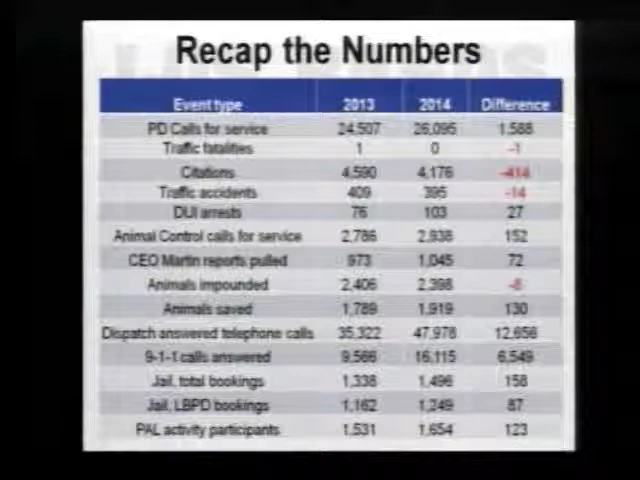 Recap the Numbers
Event type 2013 2014 Difference
PD Calls for service 24,507 26,095 1,588
Traffic fatalities 1 0 -1
Citations 4,590 4,176 -414
Traffic accidents 409 395 -14
DUI arrests 76 103 27
Animal Control calls for service 2,786 2,938 152
CEO Martin reports pulled 973 1,045 72
Animals impounded 2,406 2,398 -8
Animals saved 1,789 1,919 130
Dispatch answered telephone calls 35,322 47,978 12,656
9-1-1 calls answered 9,566 16,115 6,549
Jail, total bookings 1,338 1,496 158
Jail, LBPD bookings 1,162 1,249 87
PAL activity participants 1,531 1,654 123